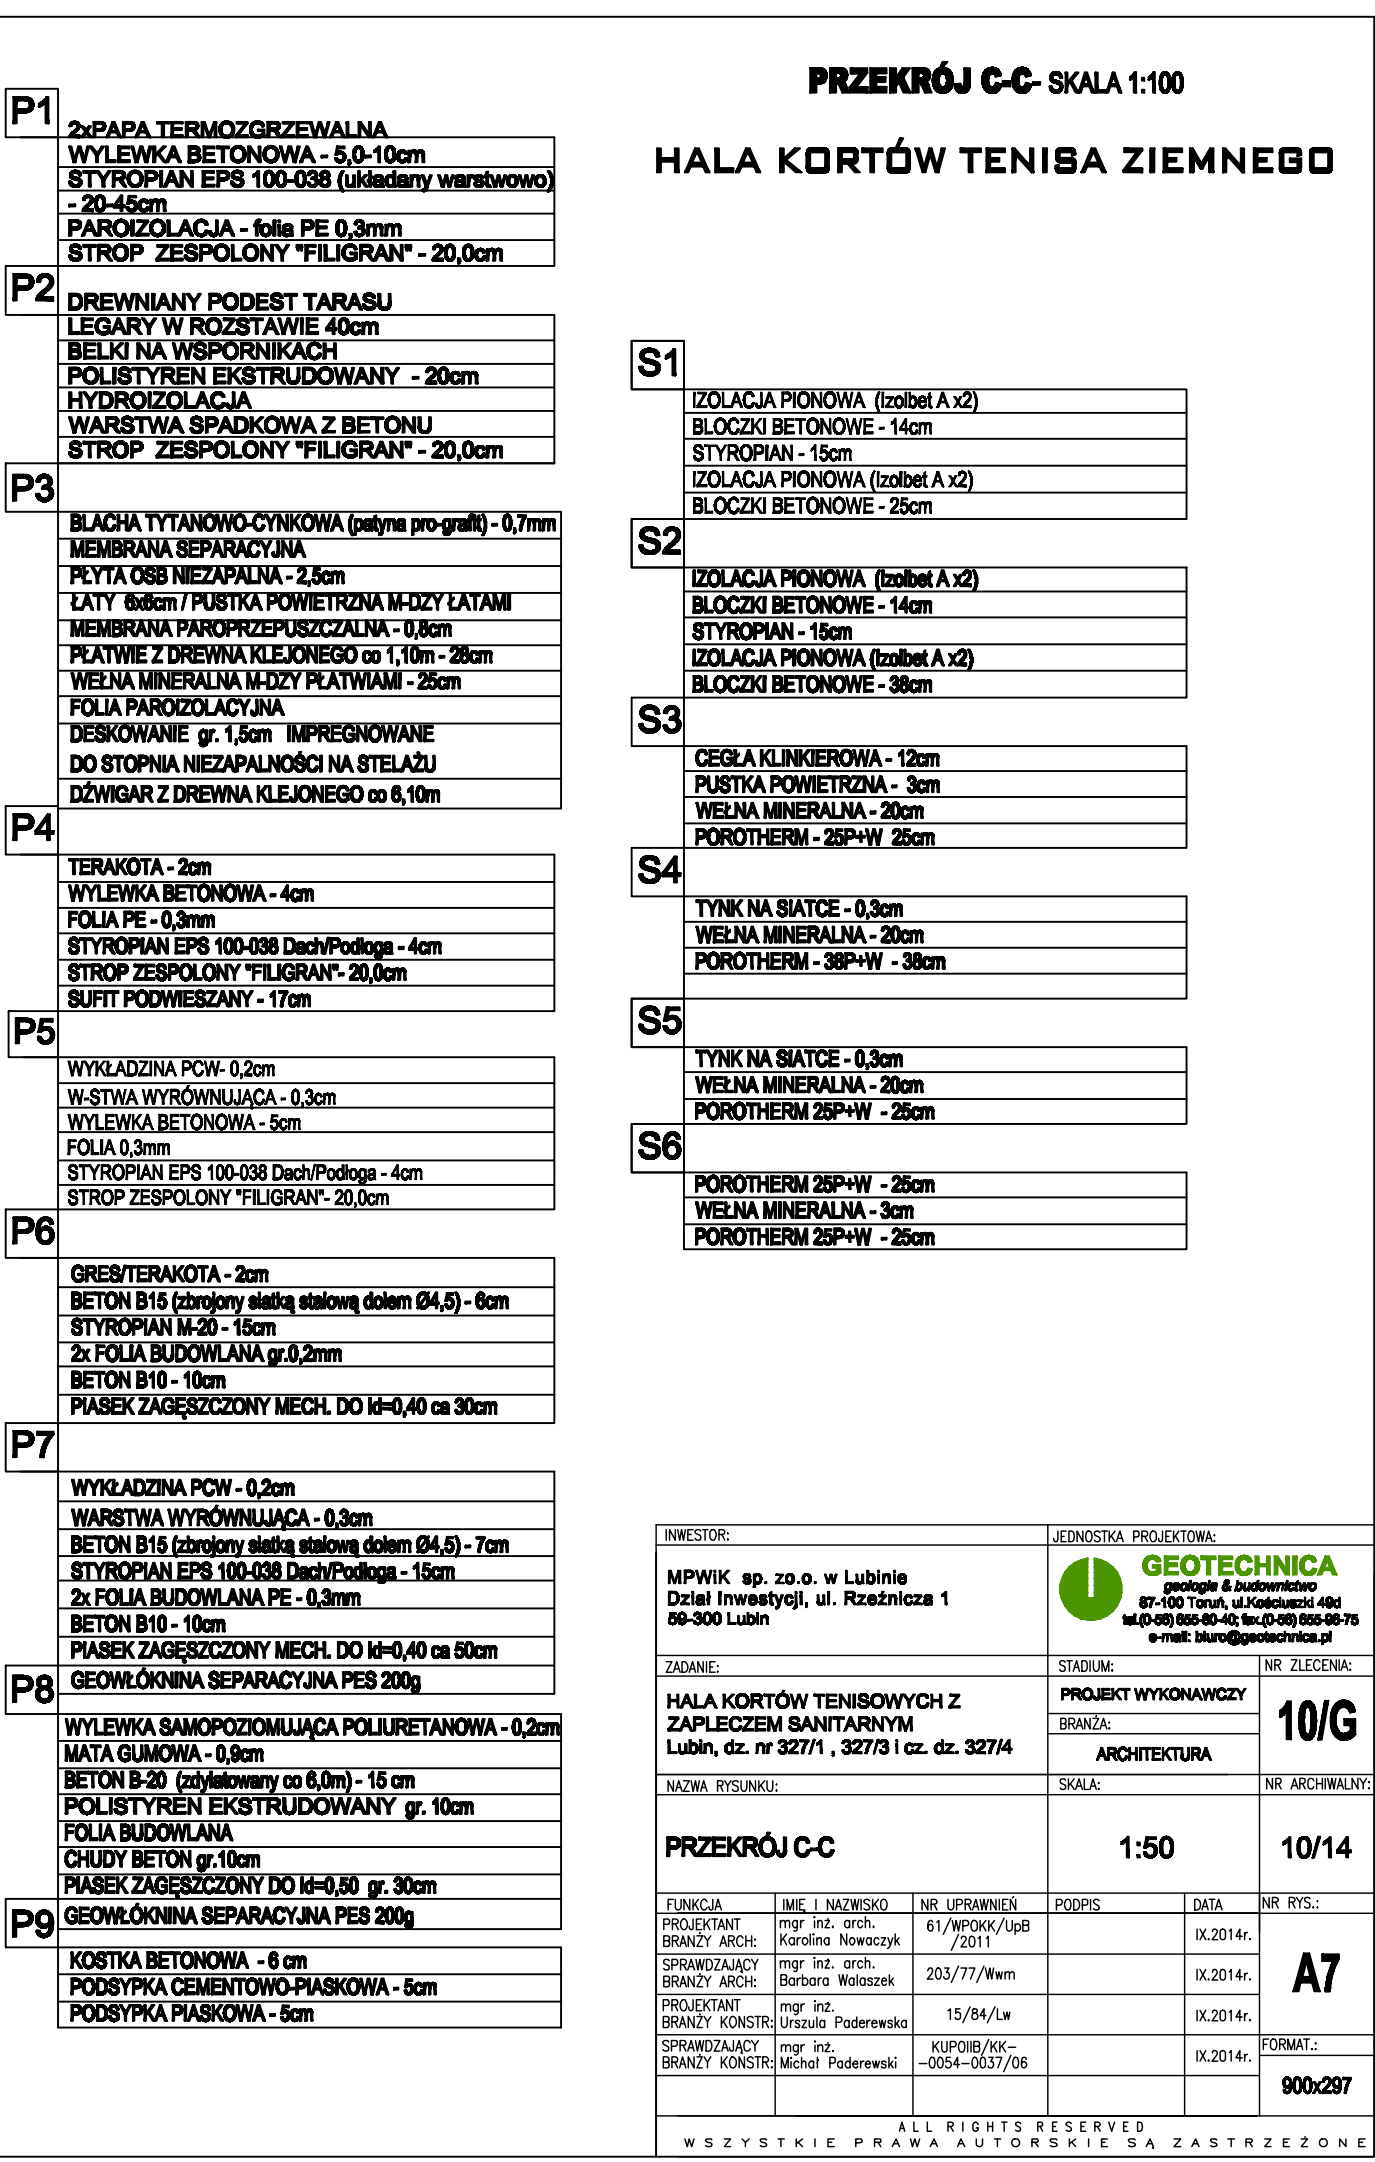 PRZEKRÓJ C-C- SKALA 1:100
HALA KORTÓW TENISA ZIEMNEGO
P1
2xPAPA TERMOZGRZEWALNA
WYLEWKA BETONOWA - 5,0-10cm
STYROPIAN EPS 100-038 (układany warstwowo)
- 20-45cm
PAROIZOLACJA - folia PE 0,3mm
STROP ZESPOLONY "FILIGRAN" - 20,0cm
P2
DREWNIANY PODEST TARASU
LEGARY W ROZSTAWIE 40cm
BELKI NA WSPORNIKACH
POLISTYREN EKSTRUDOWANY - 20cm
HYDROIZOLACJA
WARSTWA SPADKOWA Z BETONU
STROP ZESPOLONY "FILIGRAN" - 20,0cm
P3
BLACHA TYTANOWO-CYNKOWA (patyna pro-grafit) - 0,7mm
MEMBRANA SEPARACYJNA
PŁYTA OSB NIEZAPALNA - 2,5cm
ŁATY 6x6cm / PUSTKA POWIETRZNA M-DZY ŁATAMI
MEMBRANA PAROPRZEPUSZCZALNA - 0,8cm
PŁATWIE Z DREWNA KLEJONEGO co 1,10m - 28cm
WEŁNA MINERALNA M-DZY PŁATWIAMI - 25cm
FOLIA PAROIZOLACYJNA
DESKOWANIE gr. 1,5cm IMPREGNOWANE
DO STOPNIA NIEZAPALNOŚCI NA STELAŻU
DŹWIGAR Z DREWNA KLEJONEGO co 6,10m
P4
TERAKOTA - 2cm
WYLEWKA BETONOWA - 4cm
FOLIA PE - 0,3mm
STYROPIAN EPS 100-038 Dach/Podłoga - 4cm
STROP ZESPOLONY "FILIGRAN"- 20,0cm
SUFIT PODWIESZANY - 17cm
P5
WYKŁADZINA PCW- 0,2cm
W-STWA WYRÓWNUJĄCA - 0,3cm
WYLEWKA BETONOWA - 5cm
FOLIA 0,3mm
STYROPIAN EPS 100-038 Dach/Podłoga - 4cm
STROP ZESPOLONY "FILIGRAN"- 20,0cm
P6
GRES/TERAKOTA - 2cm
BETON B15 (zbrojony siatką stalową dołem Ø4,5) - 6cm
STYROPIAN M-20 - 15cm
2x FOLIA BUDOWLANA gr.0,2mm
BETON B10 - 10cm
PIASEK ZAGĘSZCZONY MECH. DO Id=0,40 ca 30cm
P7
WYKŁADZINA PCW - 0,2cm
WARSTWA WYRÓWNUJĄCA - 0,3cm
BETON B15 (zbrojony siatką stalową dołem Ø4,5) - 7cm
STYROPIAN EPS 100-038 Dach/Podłoga - 15cm
2x FOLIA BUDOWLANA PE - 0,3mm
BETON B10 - 10cm
PIASEK ZAGĘSZCZONY MECH. DO Id=0,40 ca 50cm
GEOWŁÓKNINA SEPARACYJNA PES 200g
P8
WYLEWKA SAMOPOZIOMUJĄCA POLIURETANOWA - 0,2cm
MATA GUMOWA - 0,9cm
BETON B-20 (zdylatowany co 6,0m) - 15 cm
POLISTYREN EKSTRUDOWANY gr. 10cm
FOLIA BUDOWLANA
CHUDY BETON gr.10cm
PIASEK ZAGĘSZCZONY DO Id=0,50 gr. 30cm
GEOWŁÓKNINA SEPARACYJNA PES 200g
P9
KOSTKA BETONOWA - 6 cm
PODSYPKA CEMENTOWO-PIASKOWA - 5cm
PODSYPKA PIASKOWA - 5cm
S1
IZOLACJA PIONOWA (Izolbet A x2)
BLOCZKI BETONOWE - 14cm
STYROPIAN - 15cm
IZOLACJA PIONOWA (Izolbet A x2)
BLOCZKI BETONOWE - 25cm
S2
IZOLACJA PIONOWA (Izolbet A x2)
BLOCZKI BETONOWE - 14cm
STYROPIAN - 15cm
IZOLACJA PIONOWA (Izolbet A x2)
BLOCZKI BETONOWE - 38cm
S3
CEGŁA KLINKIEROWA - 12cm
PUSTKA POWIETRZNA - 3cm
WEŁNA MINERALNA - 20cm
POROTHERM - 25P+W 25cm
S4
TYNK NA SIATCE - 0,3cm
WEŁNA MINERALNA - 20cm
POROTHERM - 38P+W - 38cm
S5
TYNK NA SIATCE - 0,3cm
WEŁNA MINERALNA - 20cm
POROTHERM 25P+W - 25cm
S6
POROTHERM 25P+W - 25cm
WEŁNA MINERALNA - 3cm
POROTHERM 25P+W - 25cm
INWESTOR:
MPWiK sp. zo.o. w Lubinie
Dział Inwestycji, ul. Rzeźnicza 1
59-300 Lubin
JEDNOSTKA PROJEKTOWA:
GEOTECHNICA
geologia & budownictwo
87-100 Toruń, ul.Kościuszki 49d
tel.(0-56) 655-80-40; fax.(0-56) 655-98-75
e-mail: biuro@geotechnica.pl
ZADANIE:
HALA KORTÓW TENISOWYCH Z
ZAPLECZEM SANITARNYM
Lubin, dz. nr 327/1 , 327/3 i cz. dz. 327/4
STADIUM:
PROJEKT WYKONAWCZY
BRANŻA:
ARCHITEKTURA
NR ZLECENIA:
10/G
NAZWA RYSUNKU:
PRZEKRÓJ C-C
SKALA:
1:50
NR ARCHIWALNY:
10/14
FUNKCJA IMIĘ I NAZWISKO NR UPRAWNIEŃ PODPIS DATA
PROJEKTANT BRANŻY ARCH: mgr inż. arch. Karolina Nowaczyk 61/WPOKK/UpB /2011 IX.2014r.
SPRAWDZAJĄCY BRANŻY ARCH: mgr inż. arch. Barbara Walaszek 203/77/Wwm IX.2014r.
PROJEKTANT BRANŻY KONSTR: mgr inż. Urszula Paderewska 15/84/Lw IX.2014r.
SPRAWDZAJĄCY BRANŻY KONSTR: mgr inż. Michał Paderewski KUPOIIB/KK- -0054-0037/06 IX.2014r.
NR RYS.:
A7
FORMAT.:
900x297
ALL RIGHTS RESERVED
WSZYSTKIE PRAWA AUTORSKIE SĄ ZASTRZEŻONE